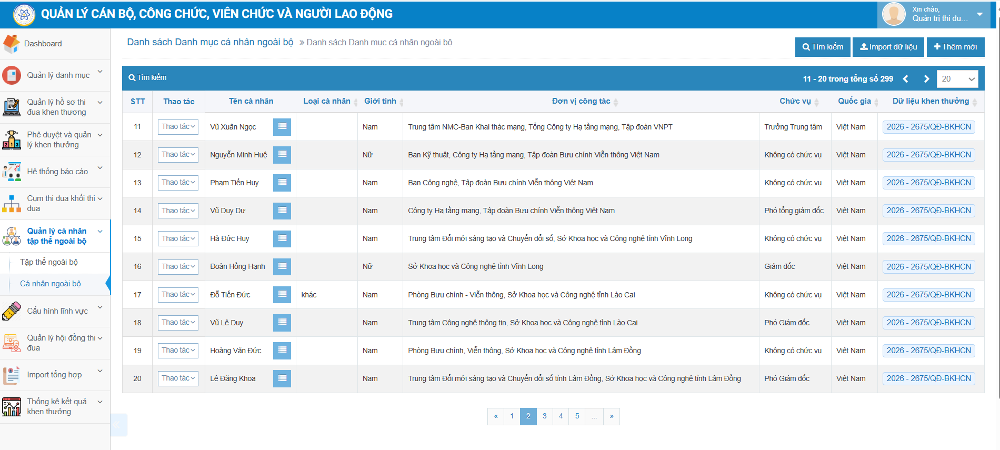 QUẢN LÝ CÁN BỘ, CÔNG CHỨC, VIÊN CHỨC VÀ NGƯỜI LAO ĐỘNG
Xin chào,
Quản trị thi đu...
Dashboard
Quản lý danh mục
Quản lý hồ sơ thi
đua khen thương
Phê duyệt và quản
lý khen thưởng
Hệ thống báo cáo
Cụm thi đua khối thi
đua
Quản lý cá nhân
tập thể ngoài bộ
Tập thể ngoài bộ
Cá nhân ngoài bộ
Cấu hình lĩnh vực
Quản lý hội đồng thi
đua
Import tổng hợp
Thống kê kết quả
khen thưởng
Danh sách Danh mục cá nhân ngoài bộ » Danh sách Danh mục cá nhân ngoài bộ
Tìm kiếm Import dữ liệu Thêm mới
Tìm kiếm 11 - 20 trong tổng số 299 20
STT Thao tác Tên cá nhân Loại cá nhân Giới tính Đơn vị công tác Chức vụ Quốc gia Dữ liệu khen thưởng
11 Thao tác Vũ Xuân Ngọc Nam Trung tâm NMC-Ban Khai thác mạng, Tổng Công ty Hạ tầng mạng, Tập đoàn VNPT Trưởng Trung tâm Việt Nam 2026 - 2675/QĐ-BKHCN
12 Thao tác Nguyễn Minh Huệ Nữ Ban Kỹ thuật, Công ty Hạ tầng mạng, Tập đoàn Bưu chính Viễn thông Việt Nam Không có chức vụ Việt Nam 2026 - 2675/QĐ-BKHCN
13 Thao tác Phạm Tiến Huy Nam Ban Công nghệ, Tập đoàn Bưu chính Viễn thông Việt Nam Không có chức vụ Việt Nam 2026 - 2675/QĐ-BKHCN
14 Thao tác Vũ Duy Dự Nam Công ty Hạ tầng mạng, Tập đoàn Bưu chính Viễn thông Việt Nam Phó tổng giám đốc Việt Nam 2026 - 2675/QĐ-BKHCN
15 Thao tác Hà Đức Huy Nam Trung tâm Đổi mới sáng tạo và Chuyển đổi số, Sở Khoa học và Công nghệ tỉnh Vĩnh Long Không có chức vụ Việt Nam 2026 - 2675/QĐ-BKHCN
16 Thao tác Đoàn Hồng Hạnh Nữ Sở Khoa học và Công nghệ tỉnh Vĩnh Long Giám đốc Việt Nam 2026 - 2675/QĐ-BKHCN
17 Thao tác Đỗ Tiến Đức khác Nam Phòng Bưu chính - Viễn thông, Sở Khoa học và Công nghệ tỉnh Lào Cai Không có chức vụ Việt Nam 2026 - 2675/QĐ-BKHCN
18 Thao tác Vũ Lê Duy Nam Trung tâm Công nghệ thông tin, Sở Khoa học và Công nghệ tỉnh Lào Cai Phó Giám đốc Việt Nam 2026 - 2675/QĐ-BKHCN
19 Thao tác Hoàng Văn Đức Nam Phòng Bưu chính, Viễn thông, Sở Khoa học và Công nghệ tỉnh Lâm Đồng Không có chức vụ Việt Nam 2026 - 2675/QĐ-BKHCN
20 Thao tác Lê Đăng Khoa Nam Trung tâm Đổi mới sáng tạo và Chuyển đổi số tỉnh Lâm Đồng, Sở Khoa học và Công nghệ tỉnh Lâm Đồng Phó Giám đốc Việt Nam 2026 - 2675/QĐ-BKHCN
« 1 2 3 4 5 ... »